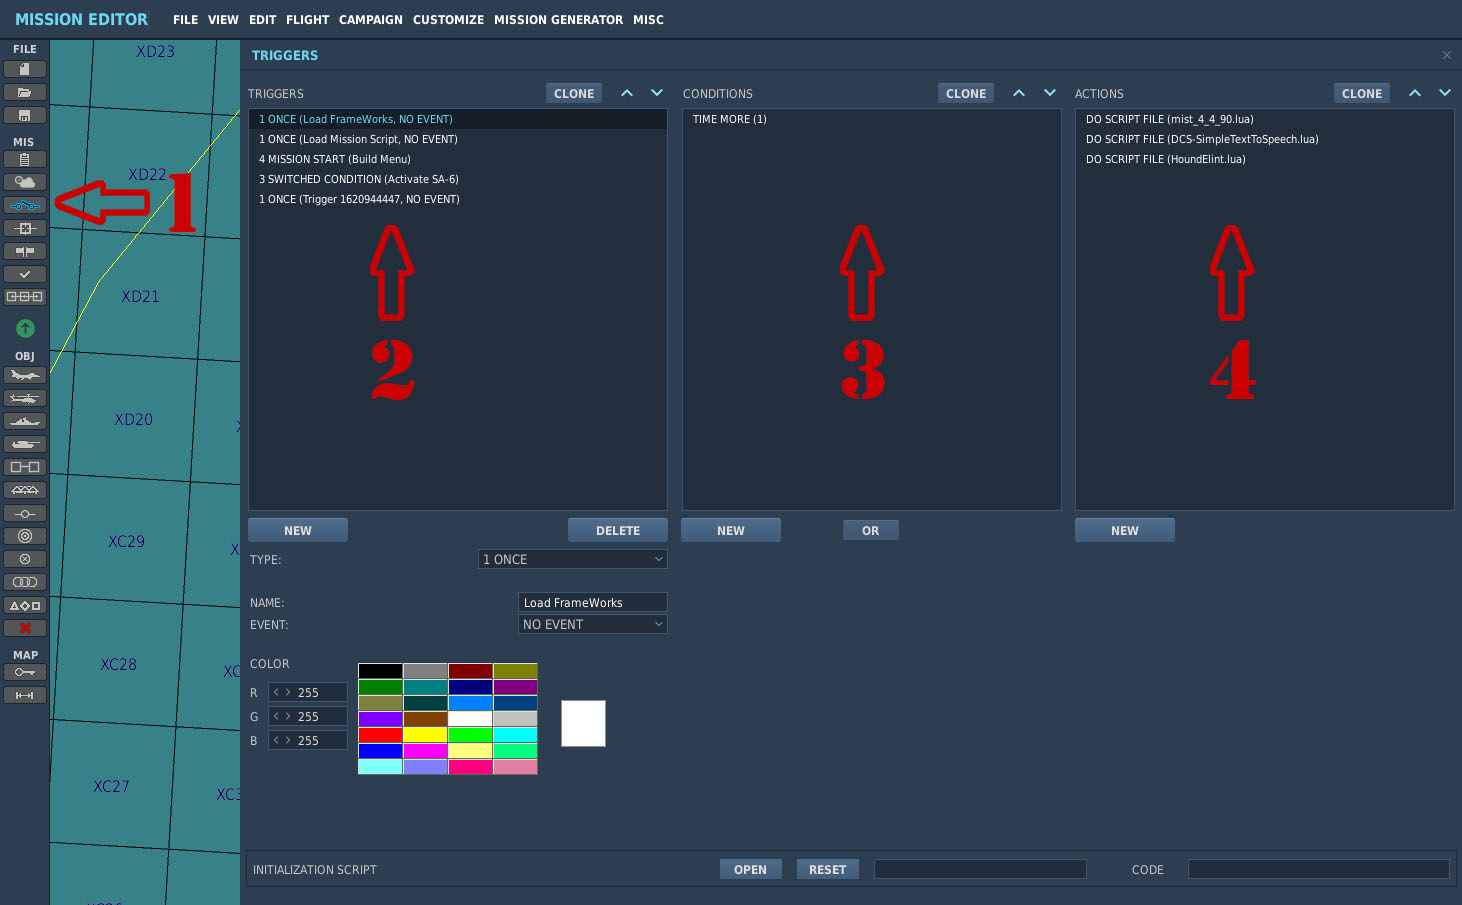 MISSION EDITOR FILE VIEW EDIT FLIGHT CAMPAIGN CUSTOMIZE MISSION GENERATOR MISC
FILE
MIS
OBJ
MAP
XD23
XD22
XD21
XD20
XC29
XC28
XC27
1
TRIGGERS
TRIGGERS CLONE
1 ONCE (Load FrameWorks, NO EVENT)
1 ONCE (Load Mission Script, NO EVENT)
4 MISSION START (Build Menu)
3 SWITCHED CONDITION (Activate SA-6)
1 ONCE (Trigger 1620944447, NO EVENT)
2
NEW DELETE
CONDITIONS CLONE
TIME MORE (1)
3
NEW OR
ACTIONS CLONE
DO SCRIPT FILE (mist_4_4_90.lua)
DO SCRIPT FILE (DCS-SimpleTextToSpeech.lua)
DO SCRIPT FILE (HoundElint.lua)
4
NEW
TYPE: 1 ONCE
NAME: Load FrameWorks
EVENT: NO EVENT
COLOR
R < > 255
G < > 255
B < > 255
INITIALIZATION SCRIPT OPEN RESET CODE